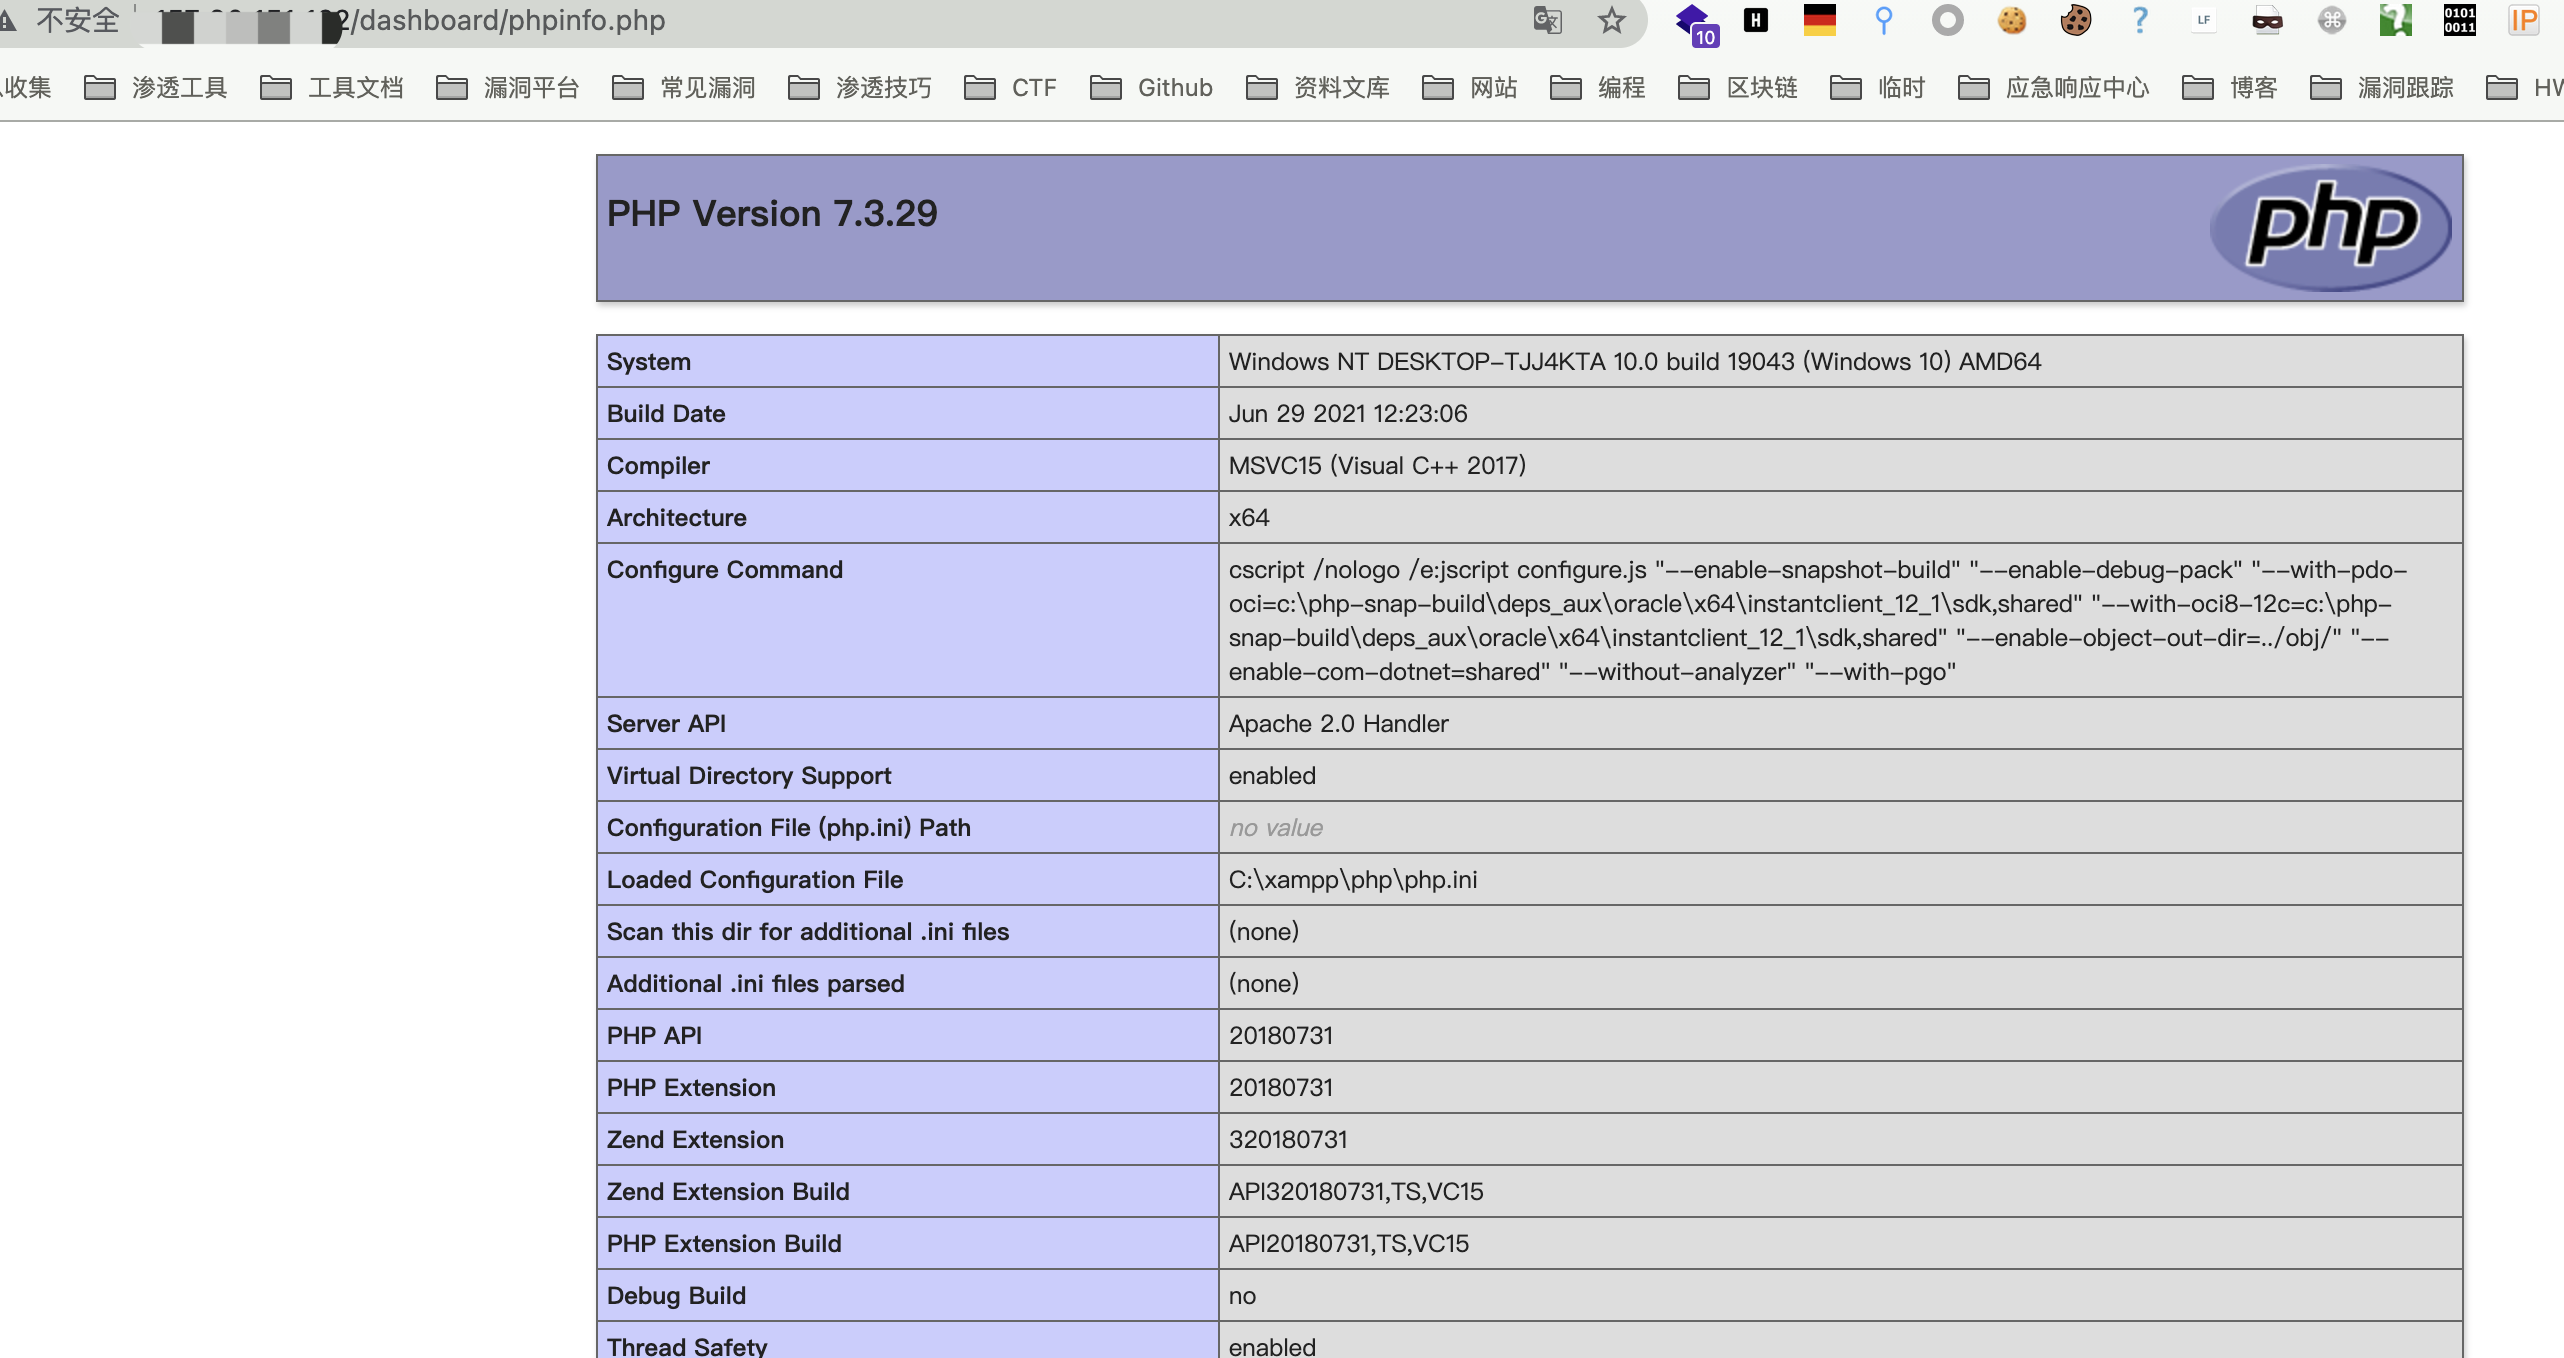 不安全
2/dashboard/phpinfo.php
10
H
?
LF
0101
0011
IP
收集 渗透工具 工具文档 漏洞平台 常见漏洞 渗透技巧 CTF Github 资料文库 网站 编程 区块链 临时 应急响应中心 博客 漏洞跟踪
PHP Version 7.3.29
php
System Windows NT DESKTOP-TJJ4KTA 10.0 build 19043 (Windows 10) AMD64
Build Date Jun 29 2021 12:23:06
Compiler MSVC15 (Visual C++ 2017)
Architecture x64
Configure Command cscript /nologo /e:jscript configure.js "--enable-snapshot-build" "--enable-debug-pack" "--with-pdo-
oci=c:\php-snap-build\deps_aux\oracle\x64\instantclient_12_1\sdk,shared" "--with-oci8-12c=c:\php-
snap-build\deps_aux\oracle\x64\instantclient_12_1\sdk,shared" "--enable-object-out-dir=../obj/" "--
enable-com-dotnet=shared" "--without-analyzer" "--with-pgo"
Server API Apache 2.0 Handler
Virtual Directory Support enabled
Configuration File (php.ini) Path no value
Loaded Configuration File C:\xampp\php\php.ini
Scan this dir for additional .ini files (none)
Additional .ini files parsed (none)
PHP API 20180731
PHP Extension 20180731
Zend Extension 320180731
Zend Extension Build API320180731,TS,VC15
PHP Extension Build API20180731,TS,VC15
Debug Build no
Thread Safety enabled